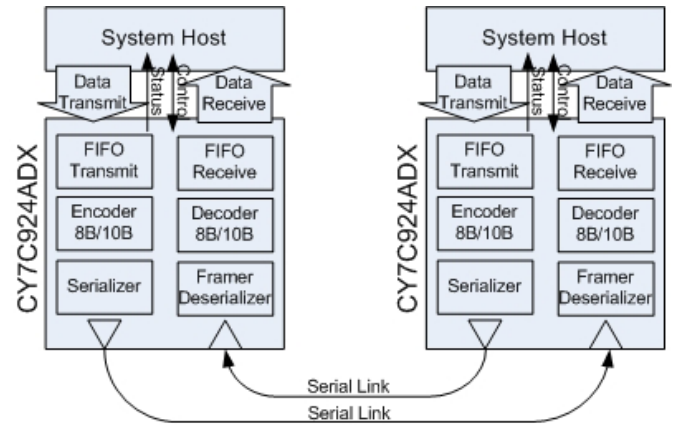 System Host
Data
Transmit
Status
Control
Data
Receive
CY7C924ADX
FIFO
Transmit
FIFO
Receive
Encoder
8B/10B
Decoder
8B/10B
Serializer
Framer
Deserializer
System Host
Data
Transmit
Status
Control
Data
Receive
CY7C924ADX
FIFO
Transmit
FIFO
Receive
Encoder
8B/10B
Decoder
8B/10B
Serializer
Framer
Deserializer
Serial Link
Serial Link